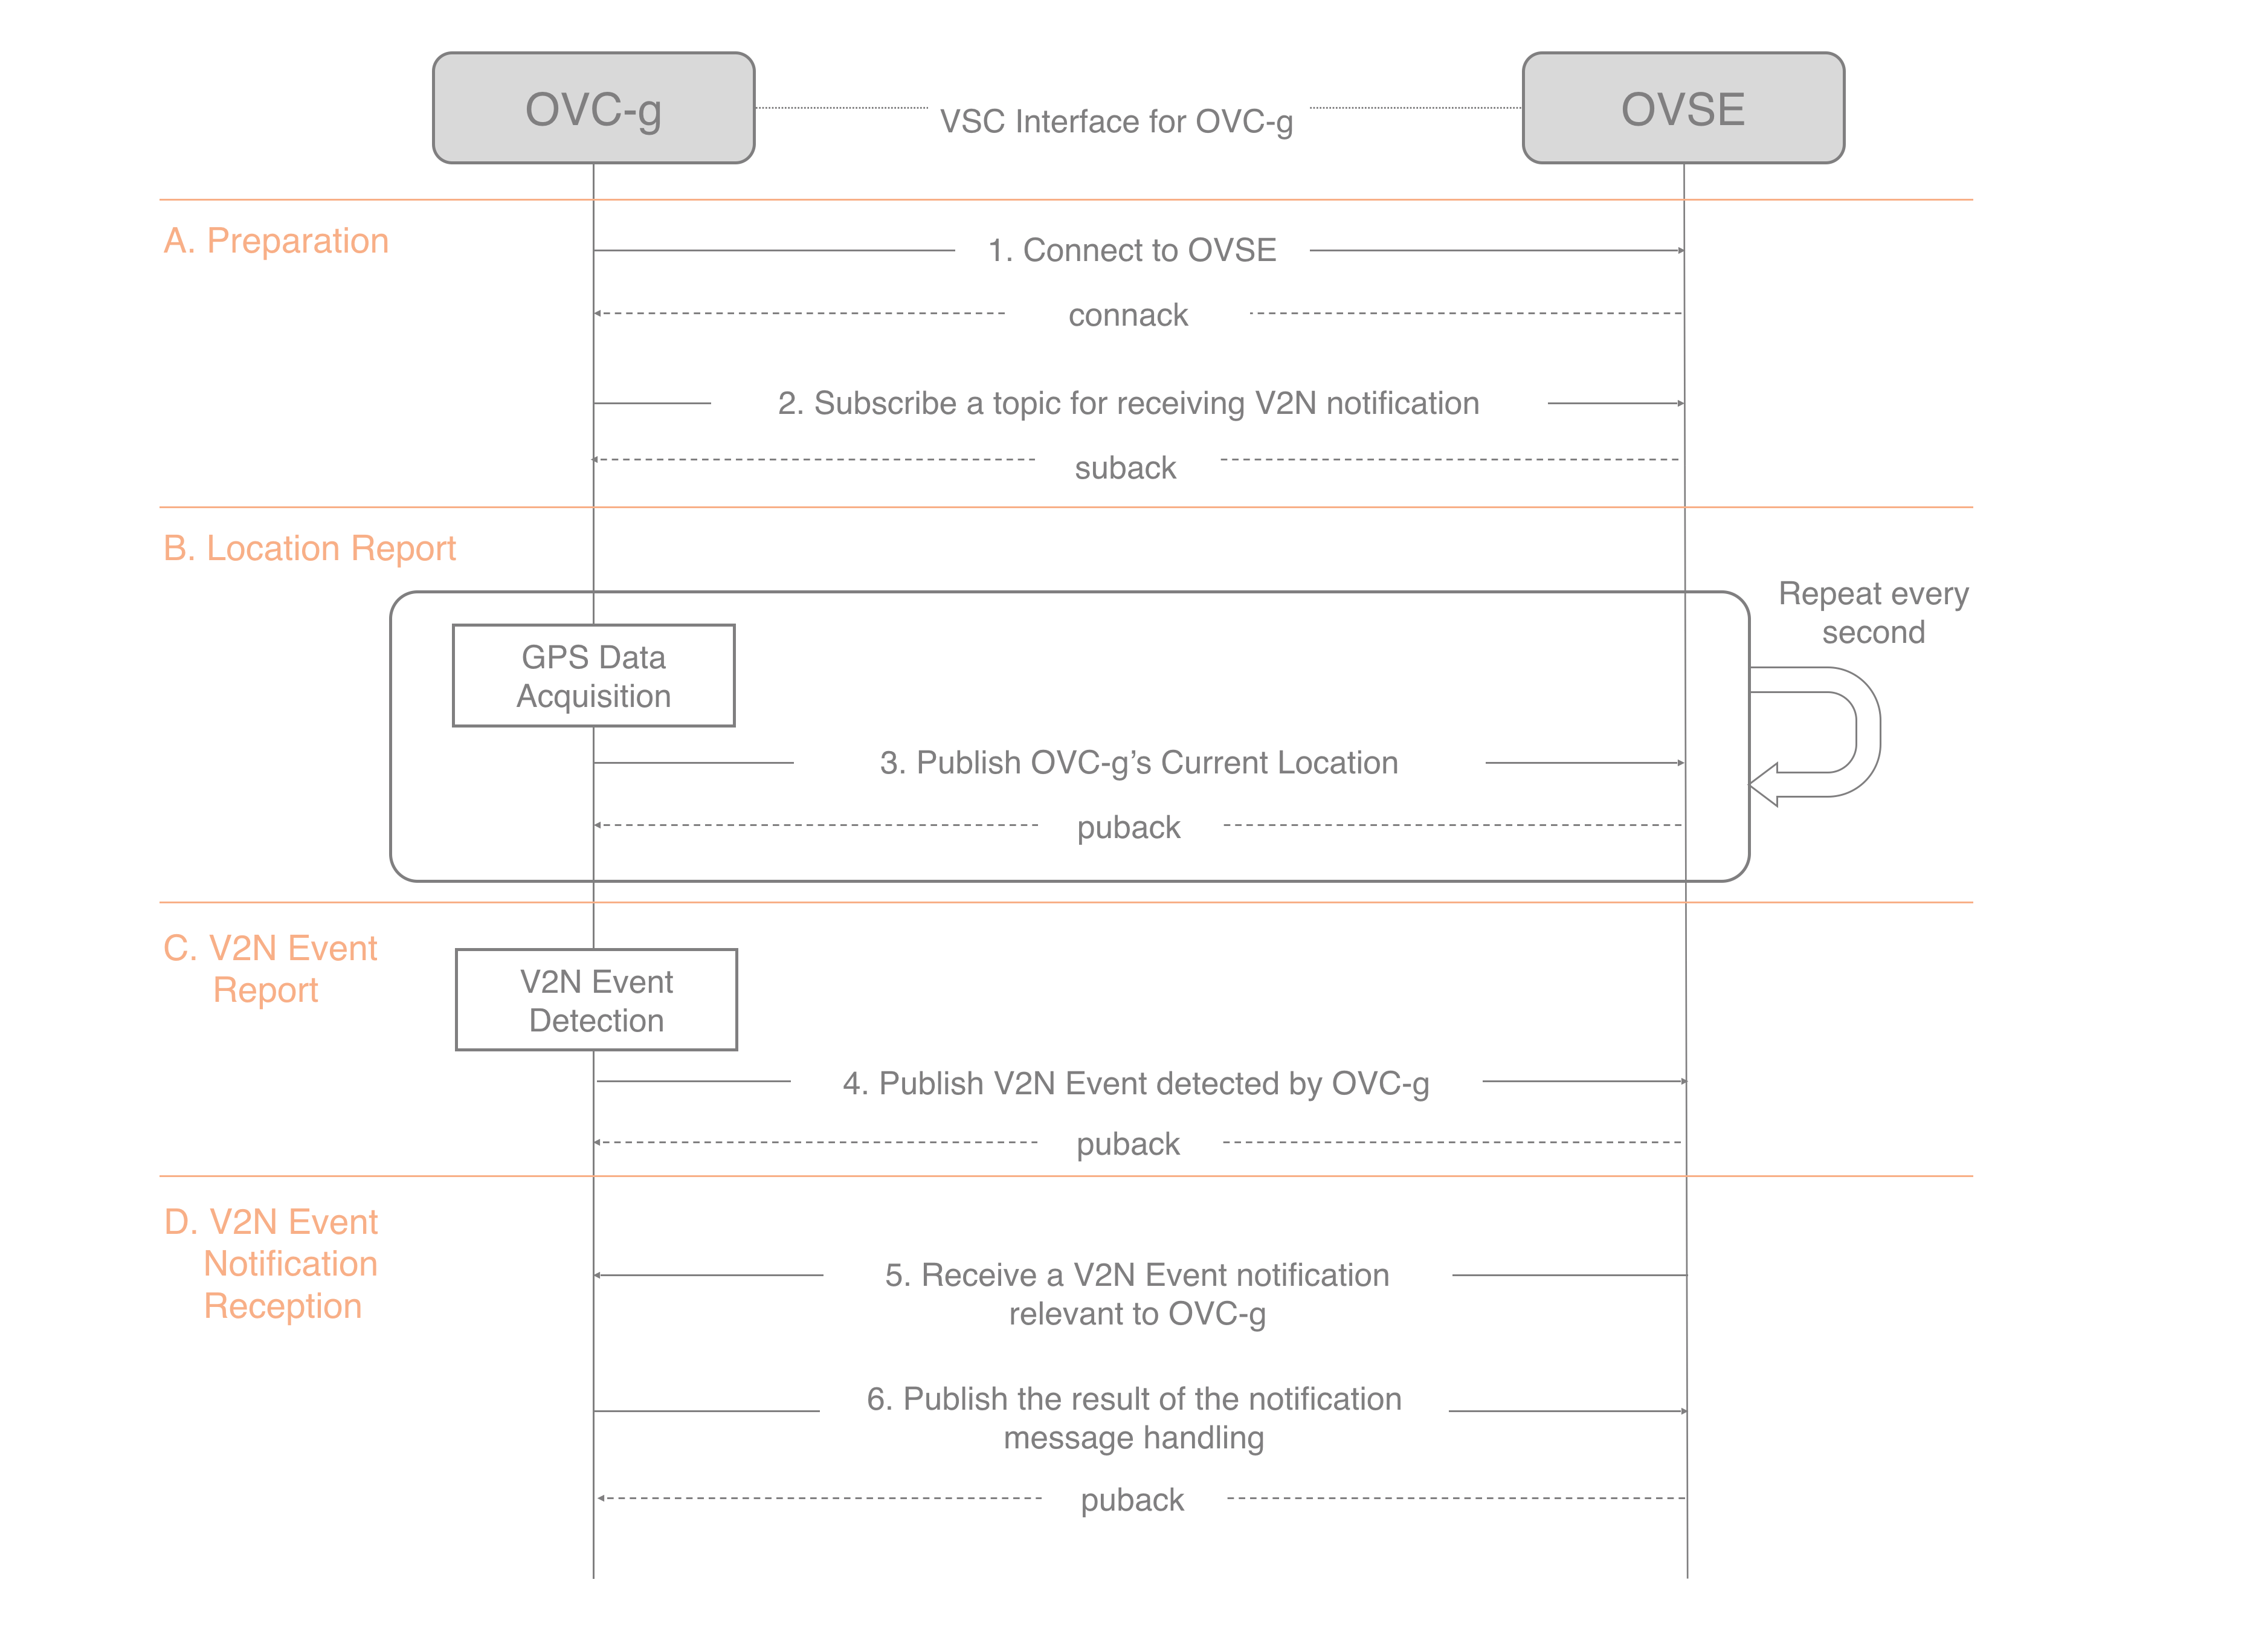 OVC-g
VSC Interface for OVC-g
OVSE
A. Preparation
1. Connect to OVSE
connack
2. Subscribe a topic for receiving V2N notification
suback
B. Location Report
Repeat every
second
GPS Data
Acquisition
3. Publish OVC-g’s Current Location
puback
C. V2N Event
Report
V2N Event
Detection
4. Publish V2N Event detected by OVC-g
puback
D. V2N Event
Notification
Reception
5. Receive a V2N Event notification
relevant to OVC-g
6. Publish the result of the notification
message handling
puback